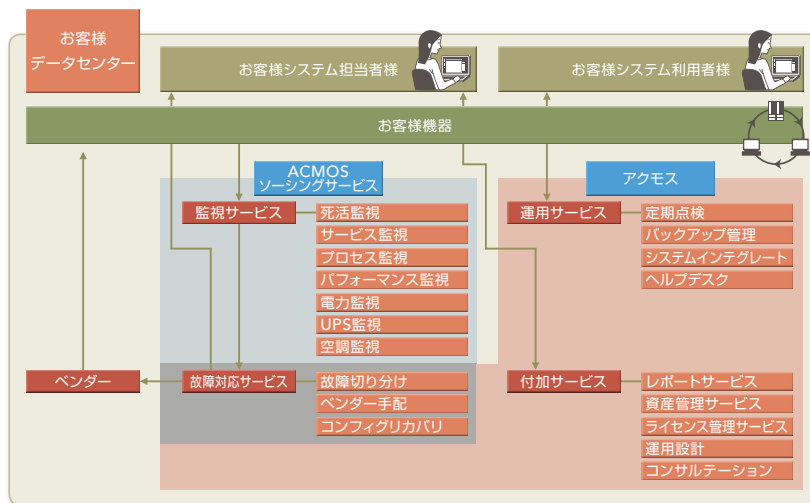 お客様
データセンター
お客様システム担当者様
お客様システム利用者様
お客様機器
ACMOS
ソーシングサービス
アクモス
監視サービス
死活監視
サービス監視
プロセス監視
パフォーマンス監視
電力監視
UPS監視
空調監視
運用サービス
定期点検
バックアップ管理
システムインテグレート
ヘルプデスク
ベンダー
故障対応サービス
故障切り分け
ベンダー手配
コンフィグリカバリ
付加サービス
レポートサービス
資産管理サービス
ライセンス管理サービス
運用設計
コンサルテーション